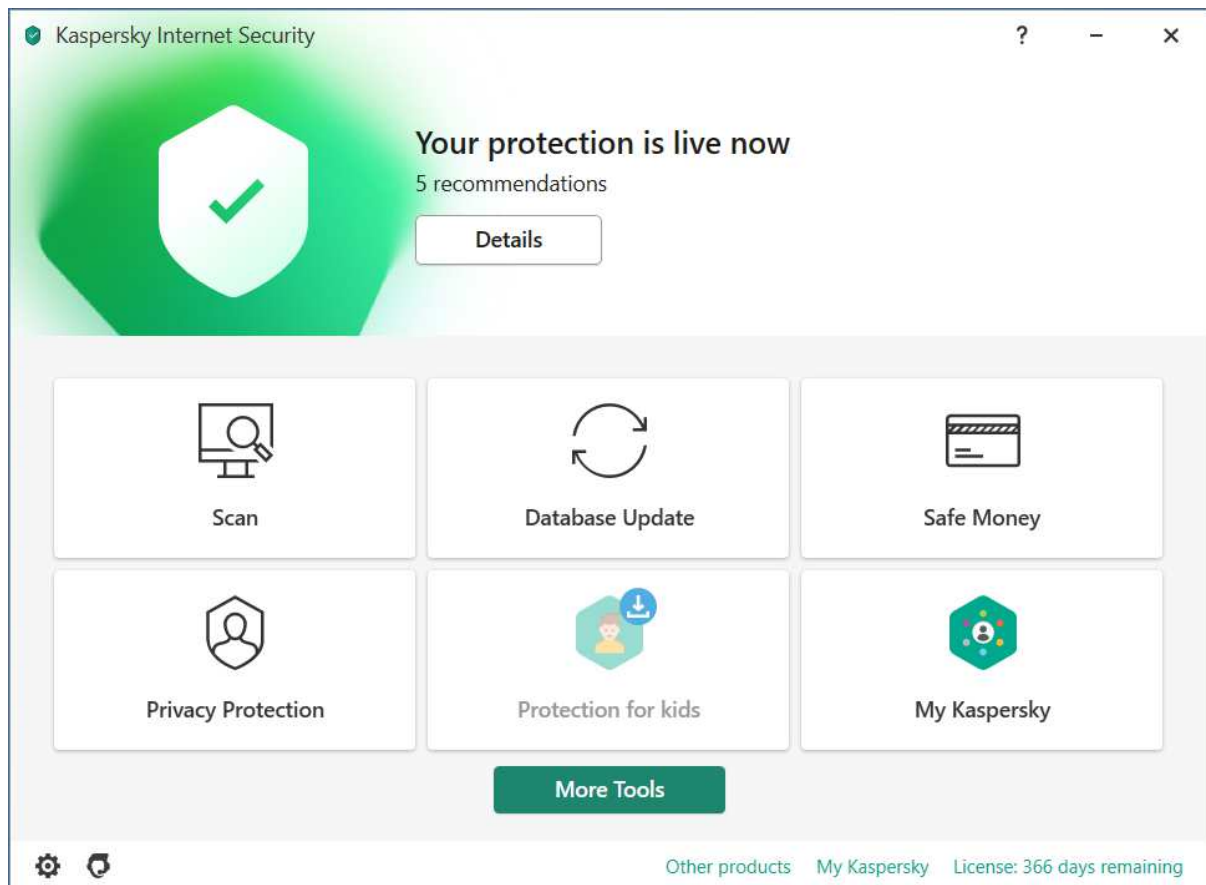 Kaspersky Internet Security
?
Your protection is live now
5 recommendations
Details
Scan
Database Update
Safe Money
Privacy Protection
Protection for kids
My Kaspersky
More Tools
Other products
My Kaspersky
License: 366 days remaining